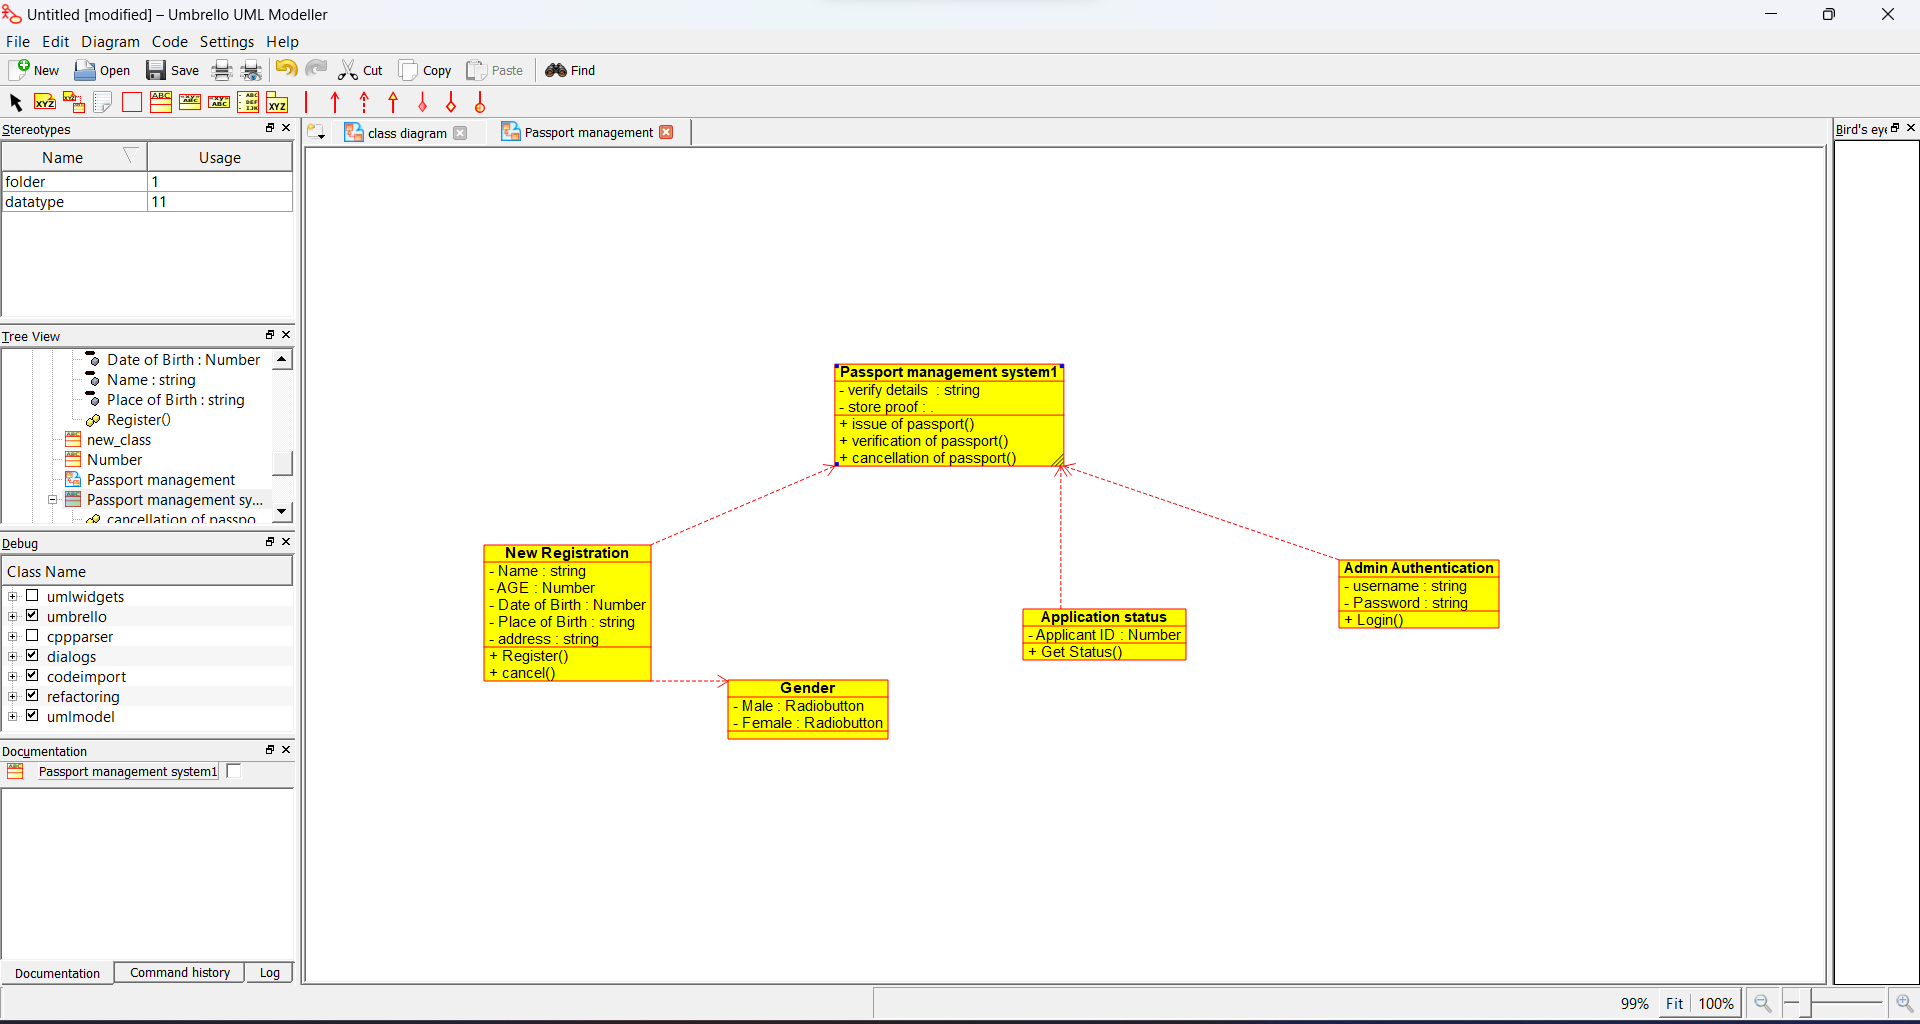 Untitled [modified] – Umbrello UML Modeller
File Edit Diagram Code Settings Help
New Open Save Cut Copy Paste Find
Stereotypes
class diagram
Passport management
Bird's eye
Name Usage
folder 1
datatype 11
Tree View
Date of Birth : Number
Name : string
Place of Birth : string
Register()
new_class
Number
Passport management
Passport management sy...
cancellation of passpo
Debug
Class Name
umlwidgets
umbrello
cppparser
dialogs
codeimport
refactoring
umlmodel
Documentation
Passport management system1
Documentation Command history Log
Passport management system1
- verify details : string
- store proof : .
+ issue of passport()
+ verification of passport()
+ cancellation of passport()
New Registration
- Name : string
- AGE : Number
- Date of Birth : Number
- Place of Birth : string
- address : string
+ Register()
+ cancel()
Gender
- Male : Radiobutton
- Female : Radiobutton
Application status
- Applicant ID : Number
+ Get Status()
Admin Authentication
- username : string
- Password : string
+ Login()
99% Fit 100%